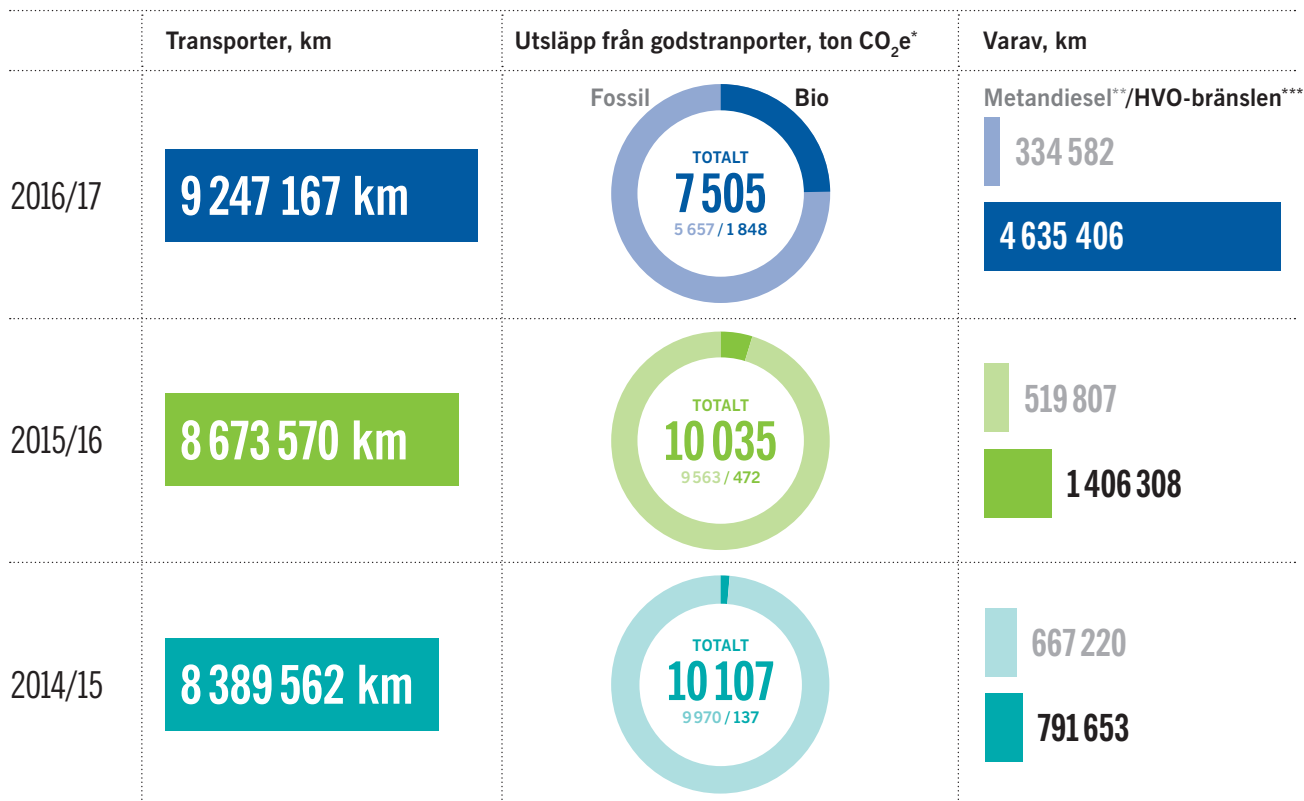 Transporter, km
Utsläpp från godstranporter, ton CO₂e*
Varav, km
Fossil
Bio
Metandiesel**/HVO-bränslen***
2016/17
9 247 167 km
TOTALT
7 505
5 657 / 1 848
334 582
4 635 406
2015/16
8 673 570 km
TOTALT
10 035
9 563 / 472
519 807
1 406 308
2014/15
8 389 562 km
TOTALT
10 107
9 970 / 137
667 220
791 653